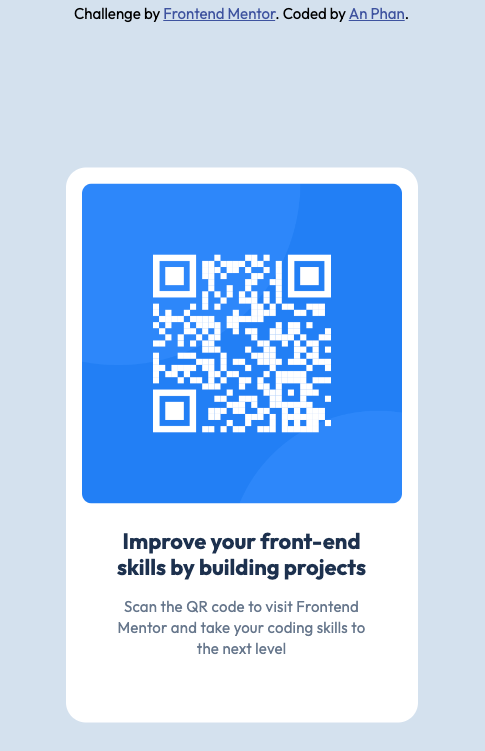 Challenge by Frontend Mentor. Coded by An Phan.
Improve your front-end
skills by building projects
Scan the QR code to visit Frontend
Mentor and take your coding skills to
the next level